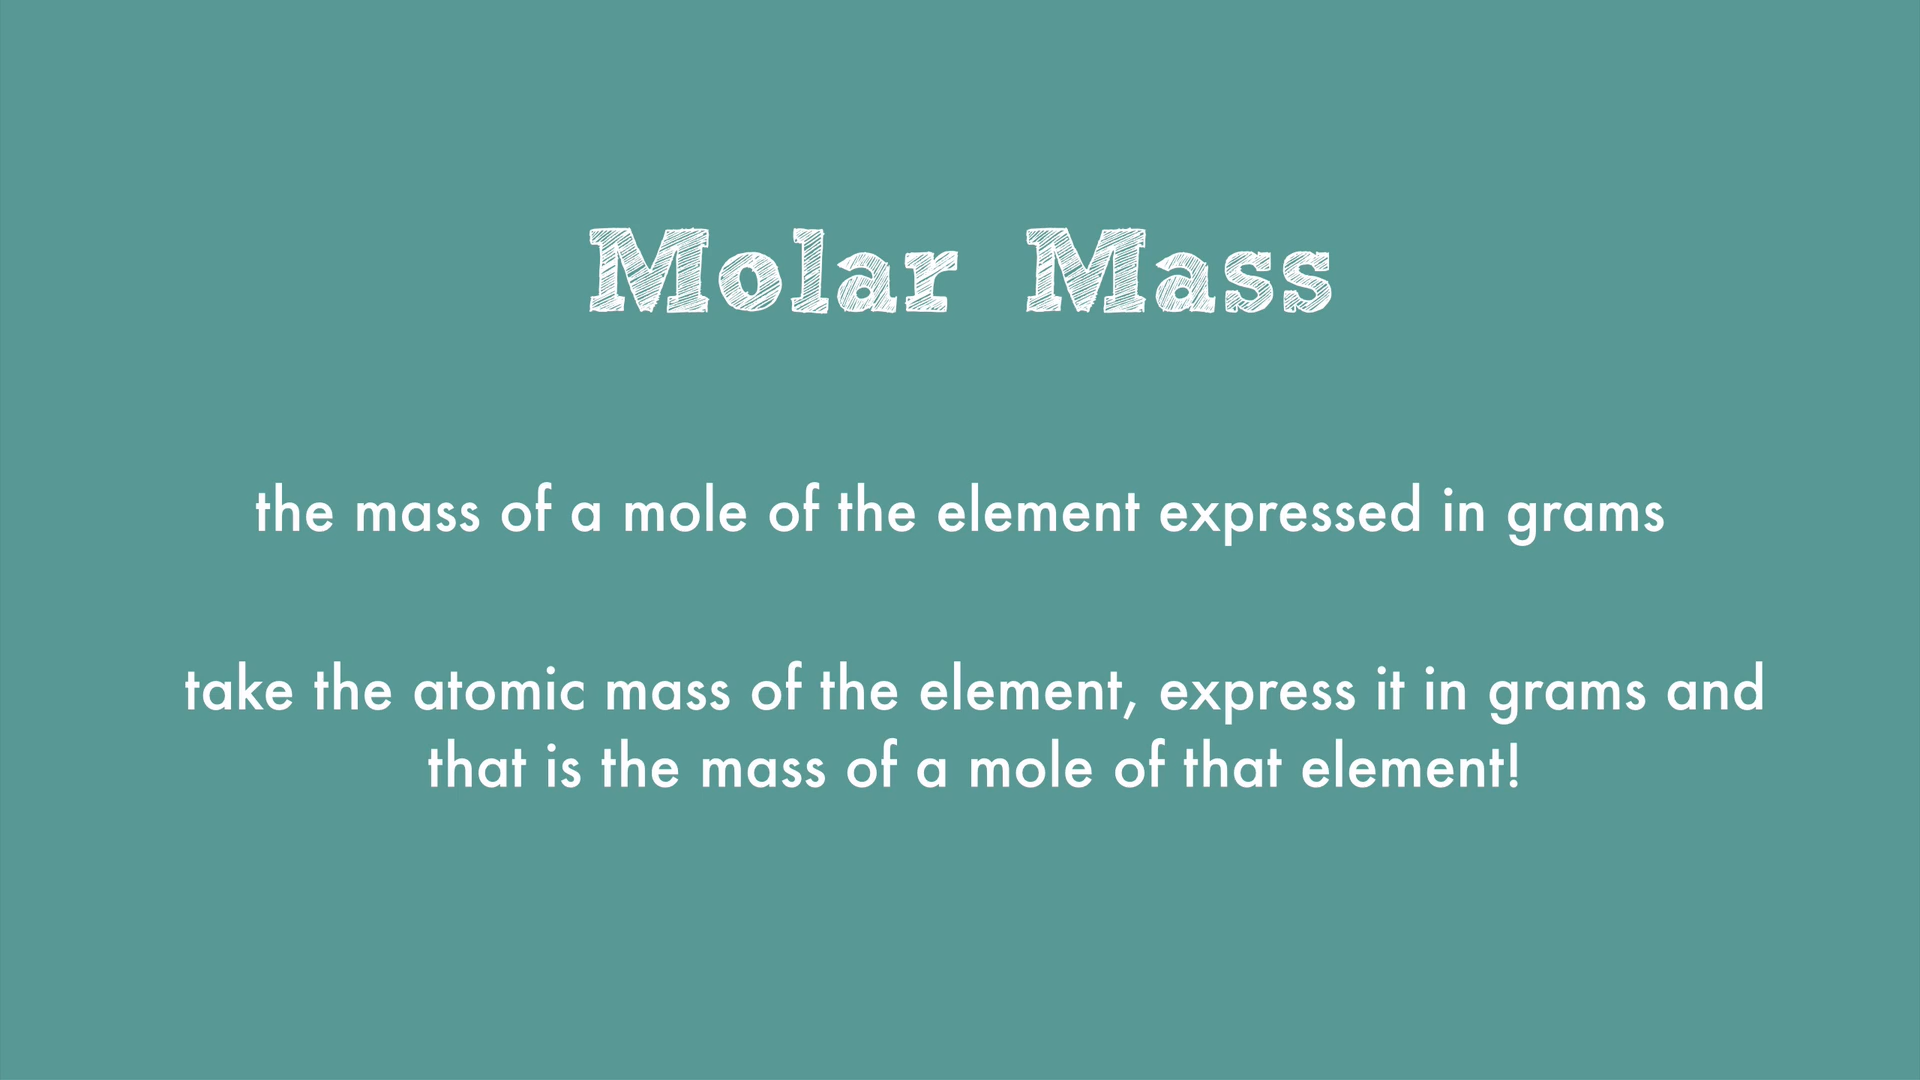 Molar Mass
the mass of a mole of the element expressed in grams
take the atomic mass of the element, express it in grams and
that is the mass of a mole of that element!